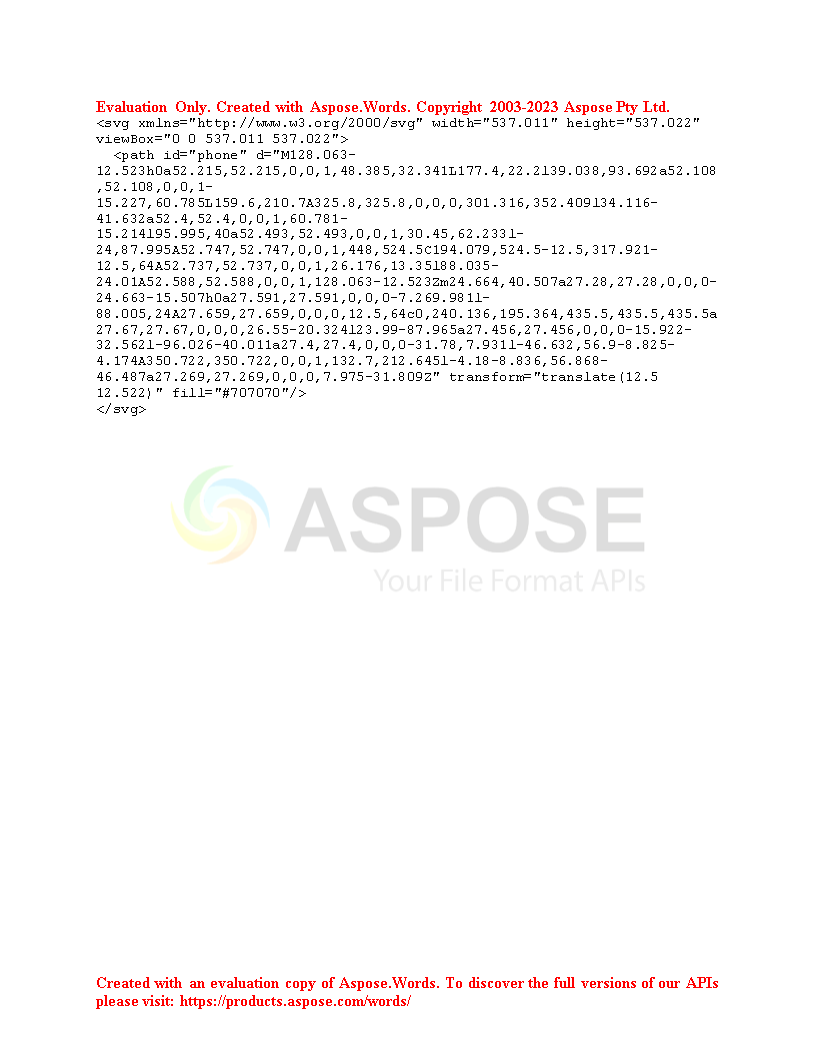 Evaluation Only. Created with Aspose.Words. Copyright 2003-2023 Aspose Pty Ltd.
<svg xmlns="http://www.w3.org/2000/svg" width="537.011" height="537.022"
viewBox="0 0 537.011 537.022">
  <path id="phone" d="M128.063-
12.523h0a52.215,52.215,0,0,1,48.385,32.341L177.4,22.2l39.038,93.692a52.108
,52.108,0,0,1-
15.227,60.785L159.6,210.7A325.8,325.8,0,0,0,301.316,352.409l34.116-
41.632a52.4,52.4,0,0,1,60.781-
15.214l95.995,40a52.493,52.493,0,0,1,30.45,62.233l-
24,87.995A52.747,52.747,0,0,1,448,524.5C194.079,524.5-12.5,317.921-
12.5,64A52.737,52.737,0,0,1,26.176,13.35l88.035-
24.01A52.588,52.588,0,0,1,128.063-12.523Zm24.664,40.507a27.28,27.28,0,0,0-
24.663-15.507h0a27.591,27.591,0,0,0-7.269.981l-
88.005,24A27.659,27.659,0,0,0,12.5,64c0,240.136,195.364,435.5,435.5,435.5a
27.67,27.67,0,0,0,26.55-20.324l23.99-87.965a27.456,27.456,0,0,0-15.922-
32.562l-96.026-40.011a27.4,27.4,0,0,0-31.78,7.931l-46.632,56.9-8.825-
4.174A350.722,350.722,0,0,1,132.7,212.645l-4.18-8.836,56.868-
46.487a27.269,27.269,0,0,0,7.975-31.809Z" transform="translate(12.5
12.522)" fill="#707070"/>
</svg>
ASPOSE
Your File Format APIs
Created with an evaluation copy of Aspose.Words. To discover the full versions of our APIs
please visit: https://products.aspose.com/words/